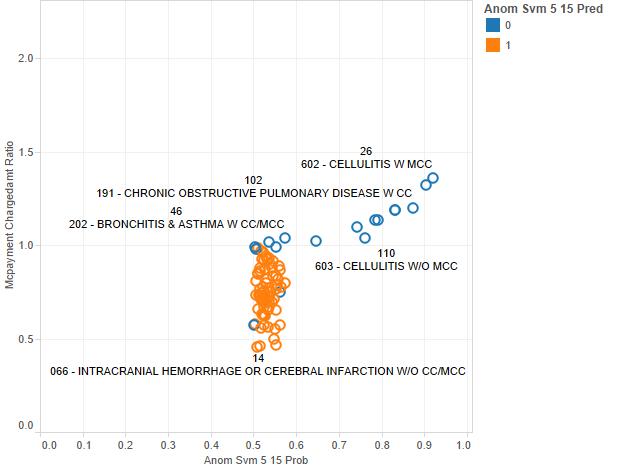 Anom Svm 5 15 Pred
0
1
2.0
1.5
1.0
0.5
0.0
Mcpayment Chargedamt Ratio
26
602 - CELLULITIS W MCC
102
191 - CHRONIC OBSTRUCTIVE PULMONARY DISEASE W CC
46
202 - BRONCHITIS & ASTHMA W CC/MCC
110
603 - CELLULITIS W/O MCC
14
066 - INTRACRANIAL HEMORRHAGE OR CEREBRAL INFARCTION W/O CC/MCC
0.0 0.1 0.2 0.3 0.4 0.5 0.6 0.7 0.8 0.9 1.0
Anom Svm 5 15 Prob